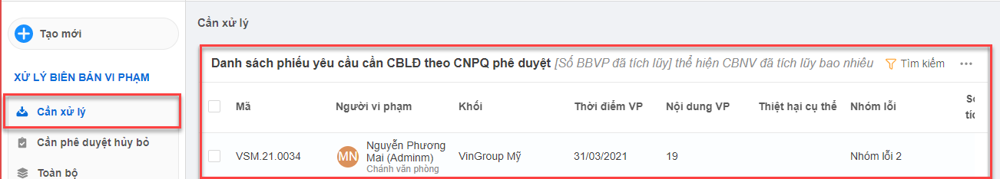 Tạo mới
XỬ LÝ BIÊN BẢN VI PHẠM
Cần xử lý
Cần phê duyệt hủy bỏ
Toàn bộ
Cần xử lý
Danh sách phiếu yêu cầu cần CBLĐ theo CNPQ phê duyệt [Số BBVP đã tích lũy] thể hiện CBNV đã tích lũy bao nhiêu Tìm kiếm
Mã Người vi phạm Khối Thời điểm VP Nội dung VP Thiệt hại cụ thể Nhóm lỗi
VSM.21.0034 MN Nguyễn Phương Mai (Adminm) Chánh văn phòng VinGroup Mỹ 31/03/2021 19 Nhóm lỗi 2